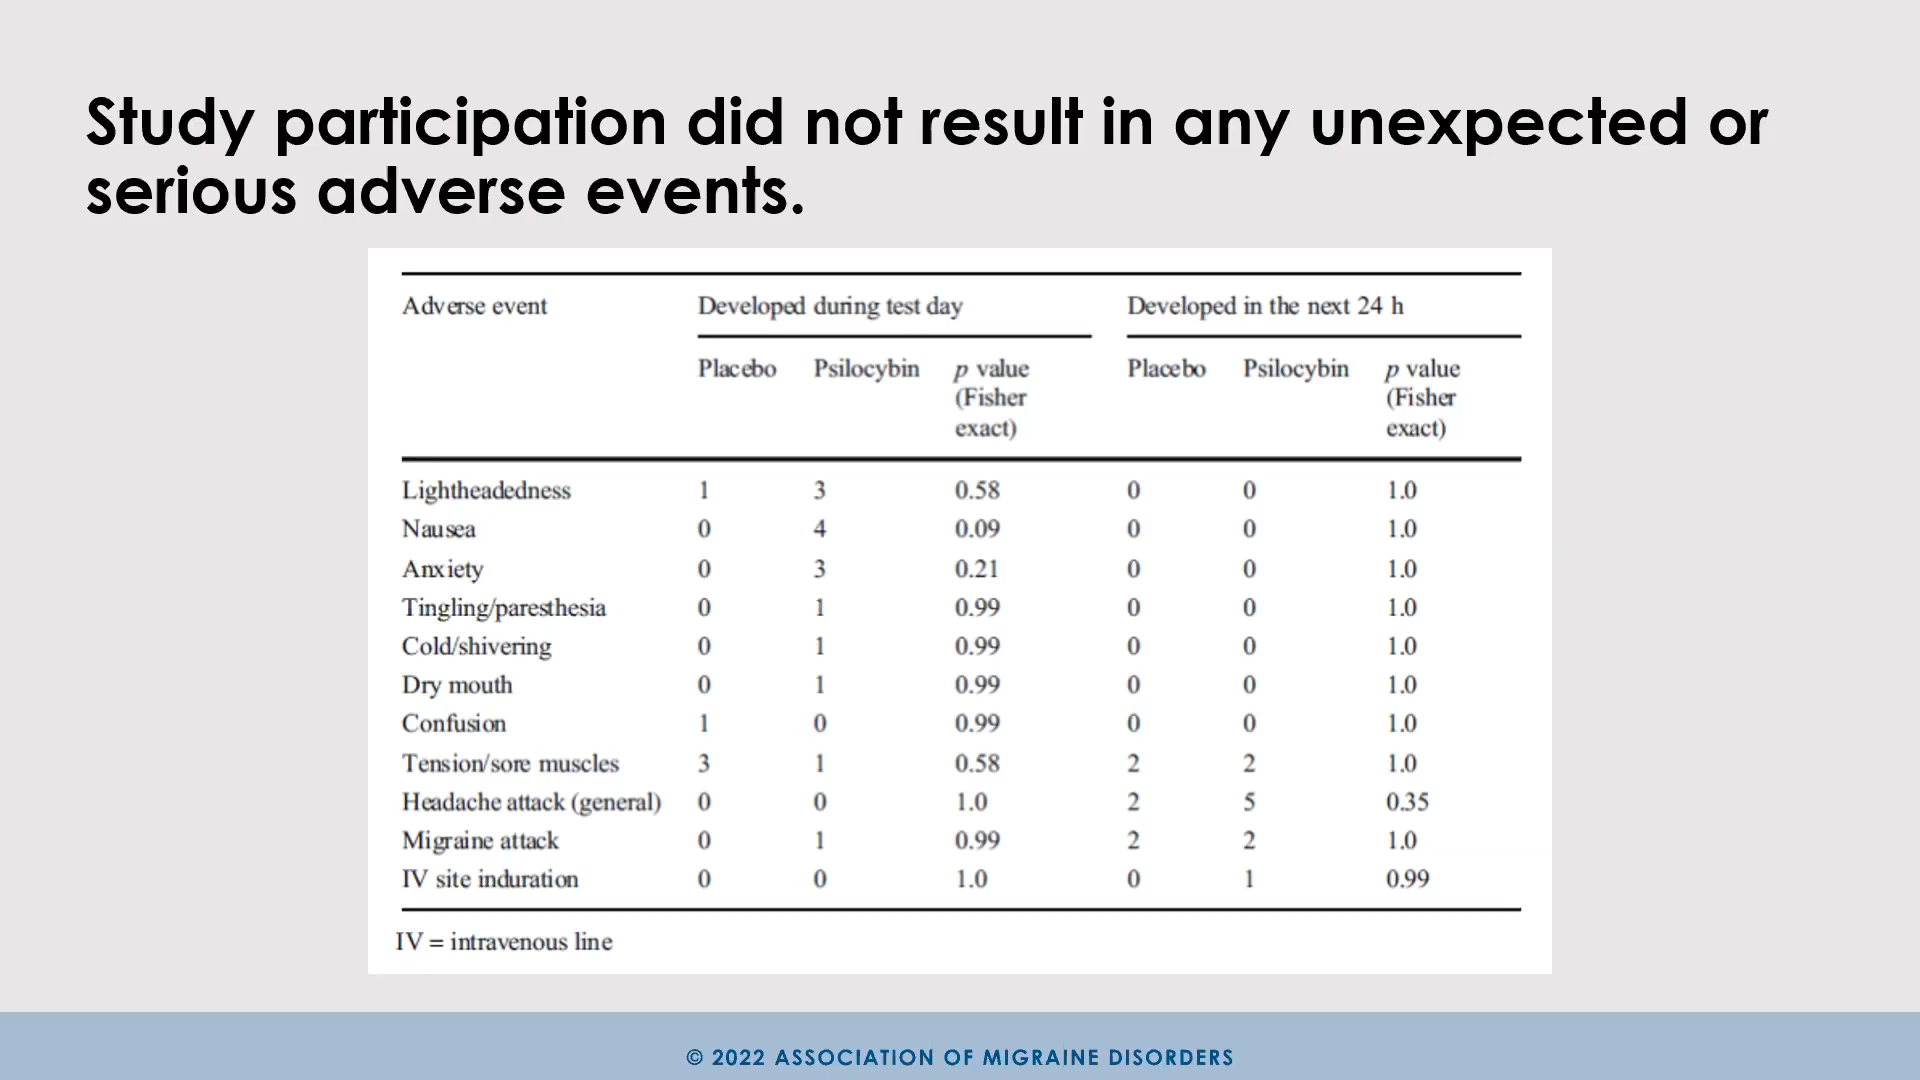 Study participation did not result in any unexpected or
serious adverse events.
Adverse event Developed during test day Developed in the next 24 h
Placebo Psilocybin p value Placebo Psilocybin p value
(Fisher (Fisher
exact) exact)
Lightheadedness 1 3 0.58 0 0 1.0
Nausea 0 4 0.09 0 0 1.0
Anxiety 0 3 0.21 0 0 1.0
Tingling/paresthesia 0 1 0.99 0 0 1.0
Cold/shivering 0 1 0.99 0 0 1.0
Dry mouth 0 1 0.99 0 0 1.0
Confusion 1 0 0.99 0 0 1.0
Tension/sore muscles 3 1 0.58 2 2 1.0
Headache attack (general) 0 0 1.0 2 5 0.35
Migraine attack 0 1 0.99 2 2 1.0
IV site induration 0 0 1.0 0 1 0.99
IV = intravenous line
© 2022 ASSOCIATION OF MIGRAINE DISORDERS